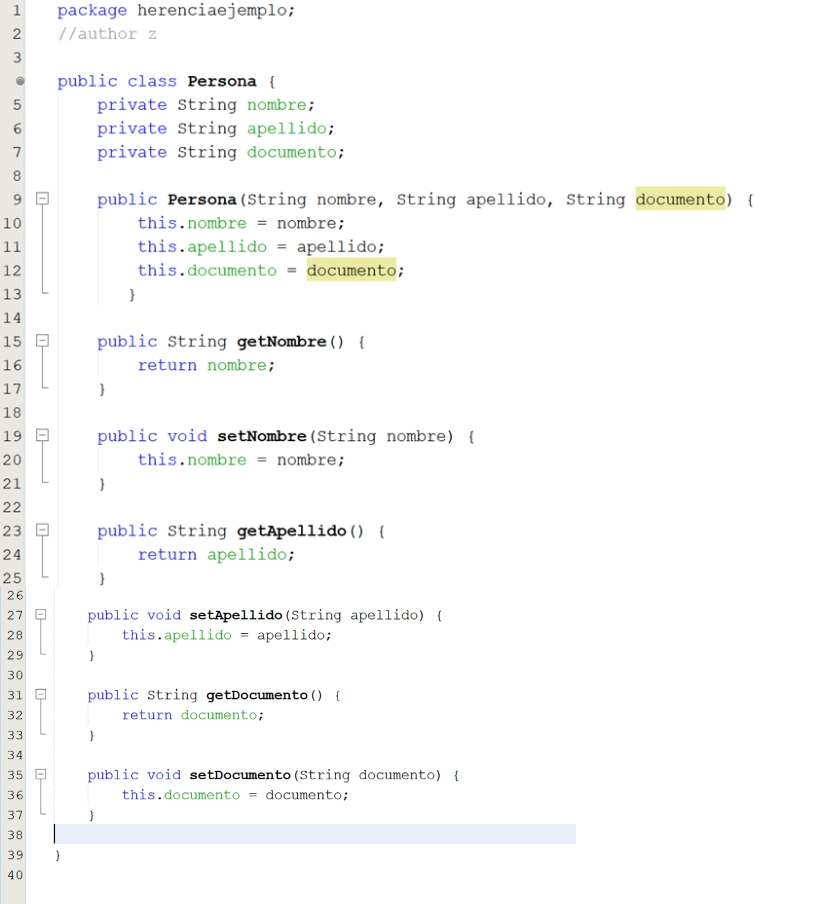 1 package herenciaejemplo;
2 //author z
3
public class Persona {
5 private String nombre;
6 private String apellido;
7 private String documento;
8
9 public Persona(String nombre, String apellido, String documento) {
10 this.nombre = nombre;
11 this.apellido = apellido;
12 this.documento = documento;
13 }
14
15 public String getNombre() {
16 return nombre;
17 }
18
19 public void setNombre(String nombre) {
20 this.nombre = nombre;
21 }
22
23 public String getApellido() {
24 return apellido;
25 }
26
27 public void setApellido(String apellido) {
28 this.apellido = apellido;
29 }
30
31 public String getDocumento() {
32 return documento;
33 }
34
35 public void setDocumento(String documento) {
36 this.documento = documento;
37 }
38
39 }
40